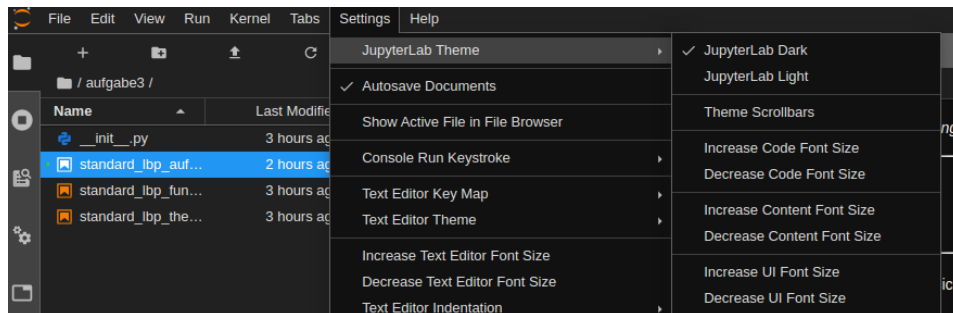 File Edit View Run Kernel Tabs Settings Help
/ aufgabe3 /
Name Last Modifie
__init__.py 3 hours ag
standard_lbp_auf... 2 hours ag
standard_lbp_fun... 3 hours ag
standard_lbp_the... 3 hours ag
JupyterLab Theme
Autosave Documents
Show Active File in File Browser
Console Run Keystroke
Text Editor Key Map
Text Editor Theme
Increase Text Editor Font Size
Decrease Text Editor Font Size
Text Editor Indentation
JupyterLab Dark
JupyterLab Light
Theme Scrollbars
Increase Code Font Size
Decrease Code Font Size
Increase Content Font Size
Decrease Content Font Size
Increase UI Font Size
Decrease UI Font Size
ng
ic